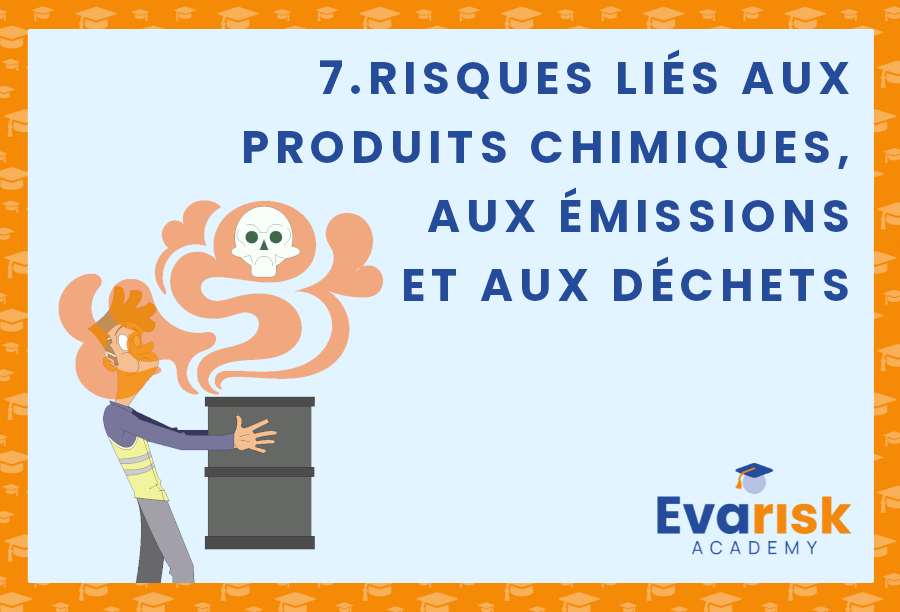 7.RISQUES LIÉS AUX
PRODUITS CHIMIQUES,
AUX ÉMISSIONS
ET AUX DÉCHETS
Evarisk
ACADEMY